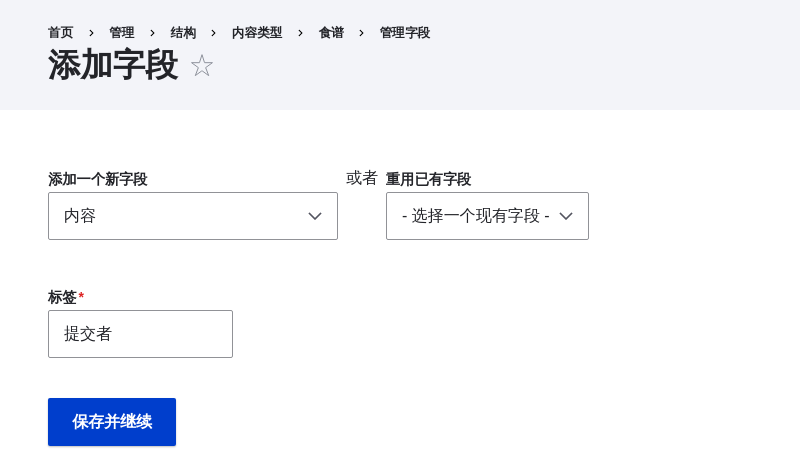 首页 › 管理 › 结构 › 内容类型 › 食谱 › 管理字段
添加字段 ☆
添加一个新字段 或者 重用已有字段
内容 - 选择一个现有字段 -
标签*
提交者
保存并继续